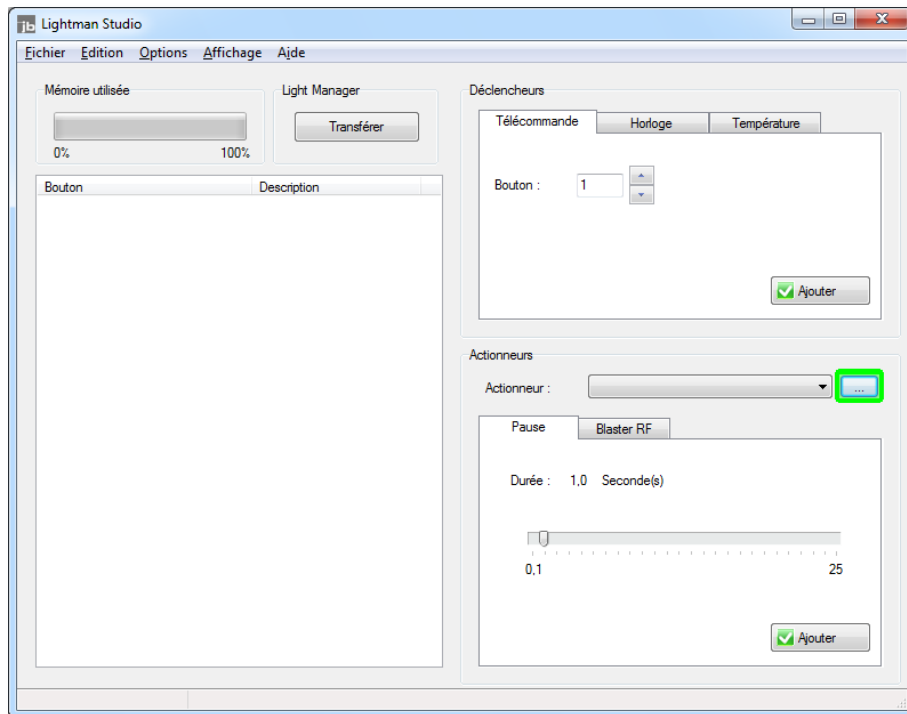 jb Lightman Studio
Fichier Edition Options Affichage Aide
Mémoire utilisée
0% 100%
Light Manager
Transférer
Bouton Description
Déclencheurs
Télécommande Horloge Température
Bouton : 1
Ajouter
Actionneurs
Actionneur : ...
Pause Blaster RF
Durée : 1,0 Seconde(s)
0,1 25
Ajouter